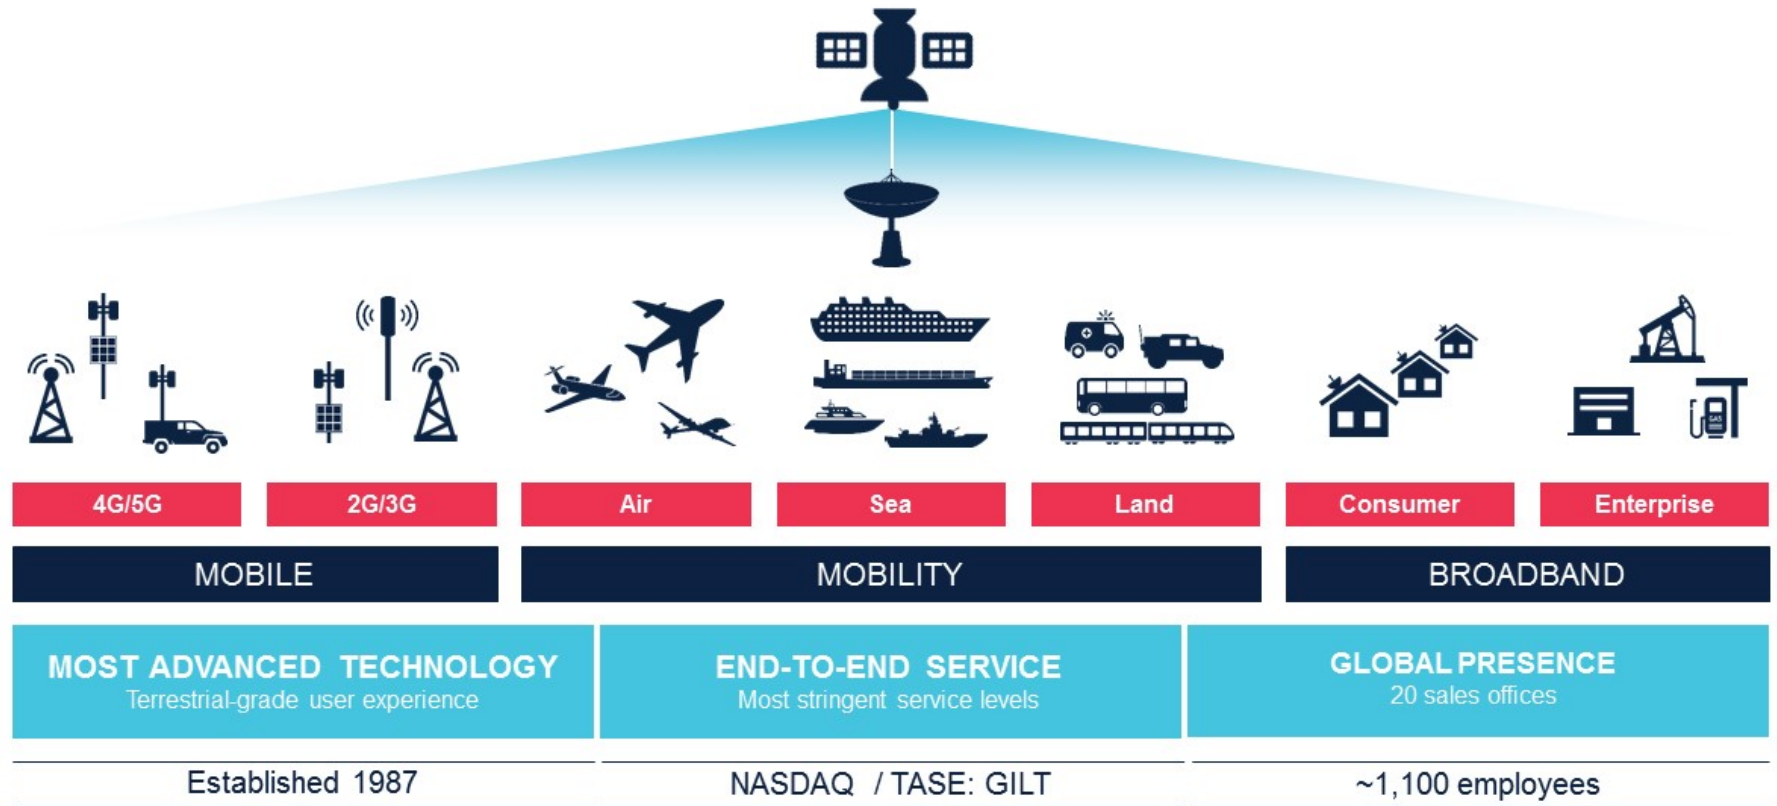 GAS
4G/5G
2G/3G
Air
Sea
Land
Consumer
Enterprise
MOBILE
MOBILITY
BROADBAND
MOST ADVANCED TECHNOLOGY
Terrestrial-grade user experience
END-TO-END SERVICE
Most stringent service levels
GLOBAL PRESENCE
20 sales offices
Established 1987
NASDAQ / TASE: GILT
~1,100 employees